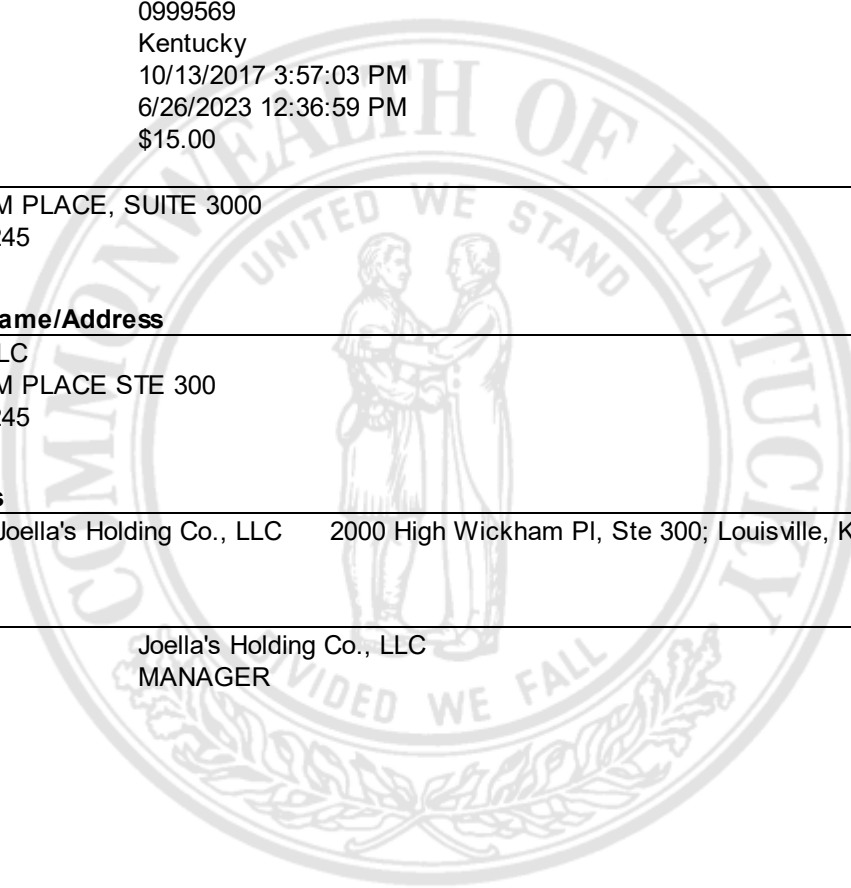 0999569
Kentucky
10/13/2017 3:57:03 PM
6/26/2023 12:36:59 PM
$15.00
M PLACE, SUITE 3000
245
ame/Address
LC
M PLACE STE 300
245
s
Joella's Holding Co., LLC 2000 High Wickham Pl, Ste 300; Louisville, K
Joella's Holding Co., LLC
MANAGER
COMMONWEALTH OF KENTUCKY
UNITED WE STAND
DIVIDED WE FALL